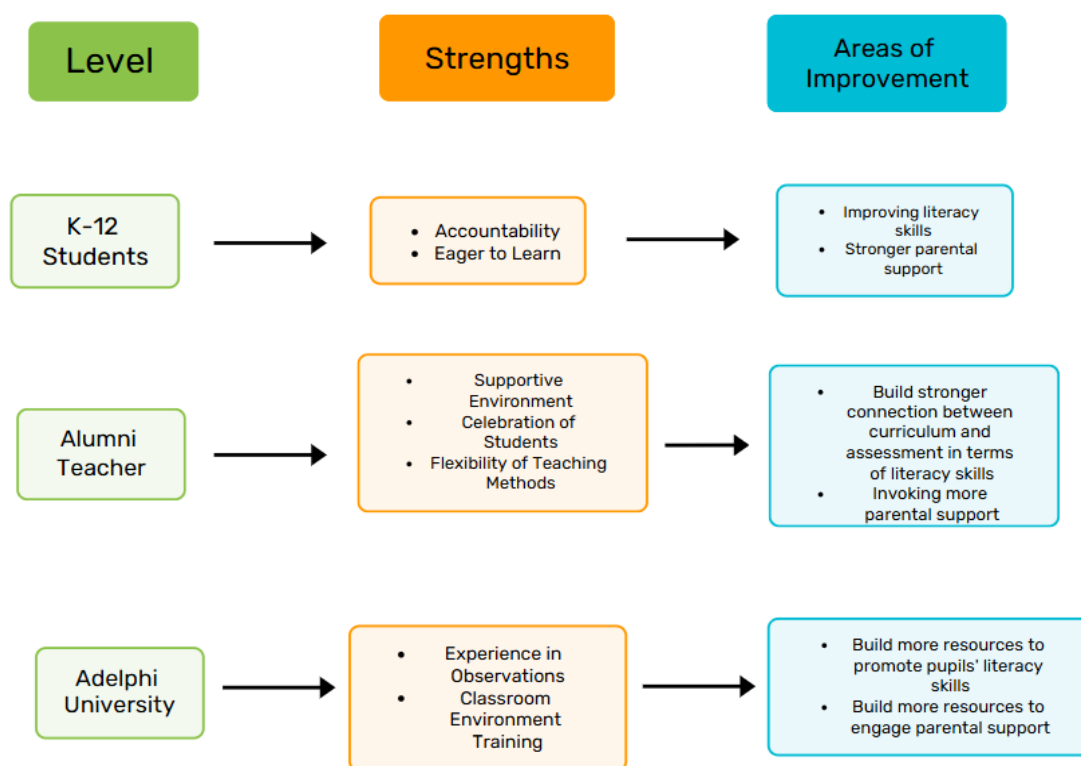 Level
Strengths
Areas of
Improvement
K-12
Students
• Accountability
• Eager to Learn
• Improving literacy
skills
• Stronger parental
support
Alumni
Teacher
• Supportive
Environment
• Celebration of
Students
• Flexibility of Teaching
Methods
• Build stronger
connection between
curriculum and
assessment in terms
of literacy skills
• Invoking more
parental support
Adelphi
University
• Experience in
Observations
• Classroom
Environment
Training
• Build more resources to
promote pupils' literacy
skills
• Build more resources to
engage parental support